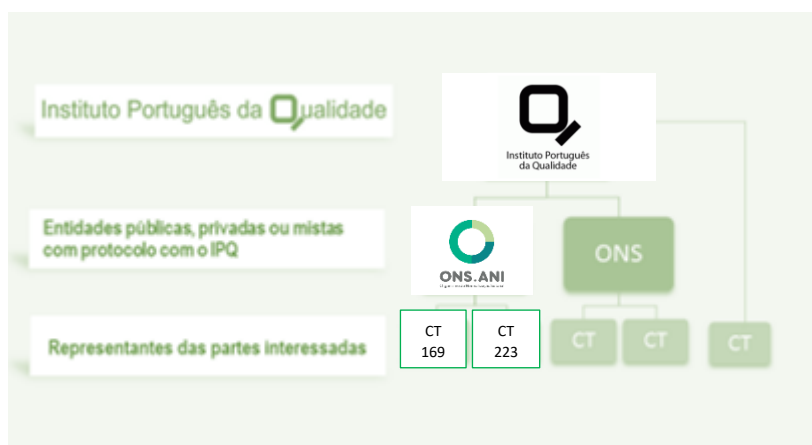 Instituto Português da Qualidade
Instituto Português
da Qualidade
Entidades públicas, privadas ou mistas
com protocolo com o IPQ
ONS.ANI
ONS
Representantes das partes interessadas
CT
169
CT
223
CT
CT
CT